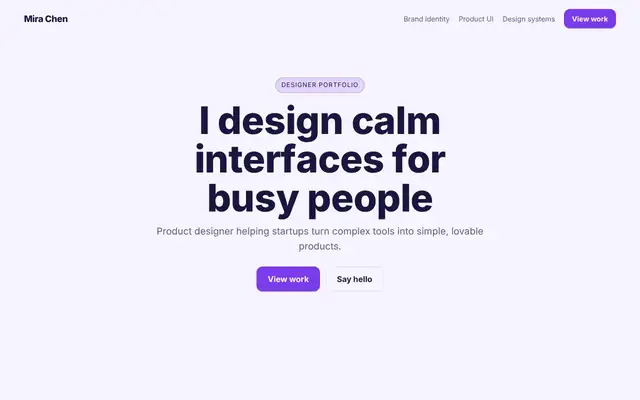 Mira Chen
Brand identity
Product UI
Design systems
View work
DESIGNER PORTFOLIO
I design calm
interfaces for
busy people
Product designer helping startups turn complex tools into simple, lovable
products.
View work
Say hello